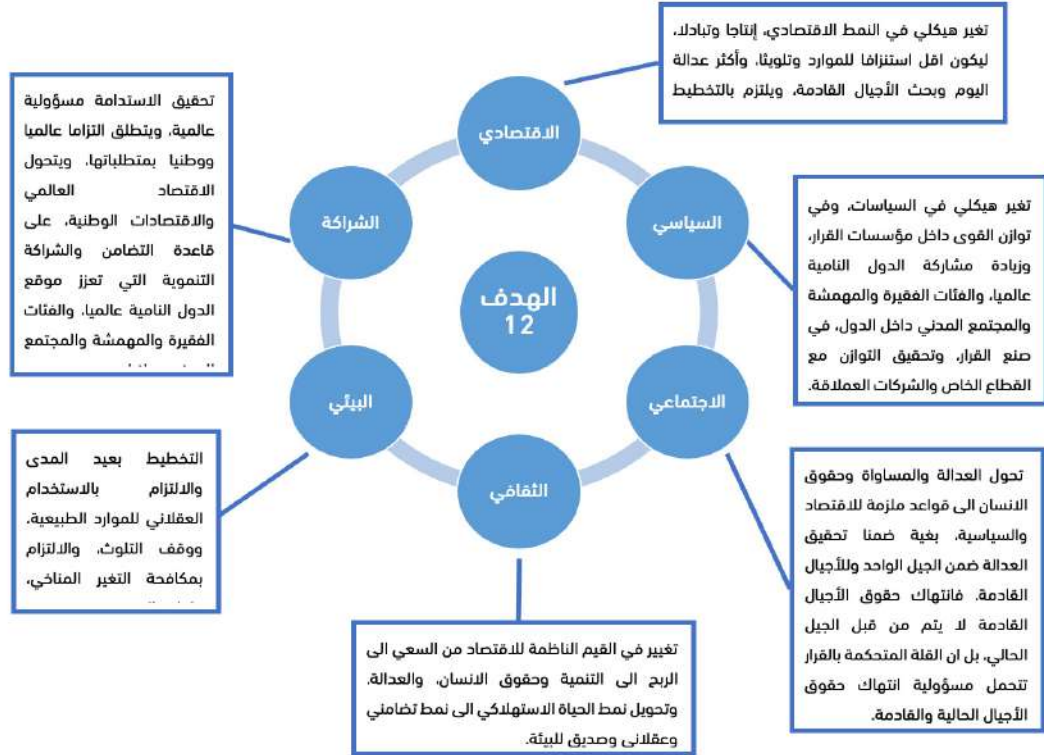 تغير هيكلي في النمط الاقتصادي، إنتاجا وتبادلا،
ليكون اقل استنزافا للموارد وتلويثا، وأكثر عدالة
اليوم وبحث الأجيال القادمة، ويلتزم بالتخطيط
الاقتصادي
السياسي
تغير هيكلي في السياسات، وفي
توازن القوى داخل مؤسسات القرار،
وزيادة مشاركة الدول النامية
عالميا، والفئات الفقيرة والمهمشة
والمجتمع المدني داخل الدول، في
صنع القرار، وتحقيق التوازن مع
القطاع الخاص والشركات العملاقة.
الاجتماعي
تحول العدالة والمساواة وحقوق
الانسان الى قواعد ملزمة للاقتصاد
والسياسية، بغية ضمنا تحقيق
العدالة ضمن الجيل الواحد وللأجيال
القادمة. فانتهاك حقوق الأجيال
القادمة لا يتم من قبل الجيل
الحالي، بل ان القلة المتحكمة بالقرار
تتحمل مسؤولية انتهاك حقوق
الأجيال الحالية والقادمة.
الثقافي
تغيير في القيم الناظمة للاقتصاد من السعي الى
الربح الى التنمية وحقوق الانسان، والعدالة.
وتحويل نمط الحياة الاستهلاكي الى نمط تضامني
وعقلاني وصديق للبيئة.
البيئي
التخطيط بعيد المدى
والالتزام بالاستخدام
العقلاني للموارد الطبيعية،
ووقف التلوث، والالتزام
بمكافحة التغير المناخي،
الشراكة
تحقيق الاستدامة مسؤولية
عالمية، ويتطلق التزاما عالميا
ووطنيا بمتطلباتها، ويتحول
الاقتصاد العالمي
والاقتصادات الوطنية، على
قاعدة التضامن والشراكة
التنموية التي تعزز موقع
الدول النامية عالميا، والفئات
الفقيرة والمهمشة والمجتمع
الهدف
12